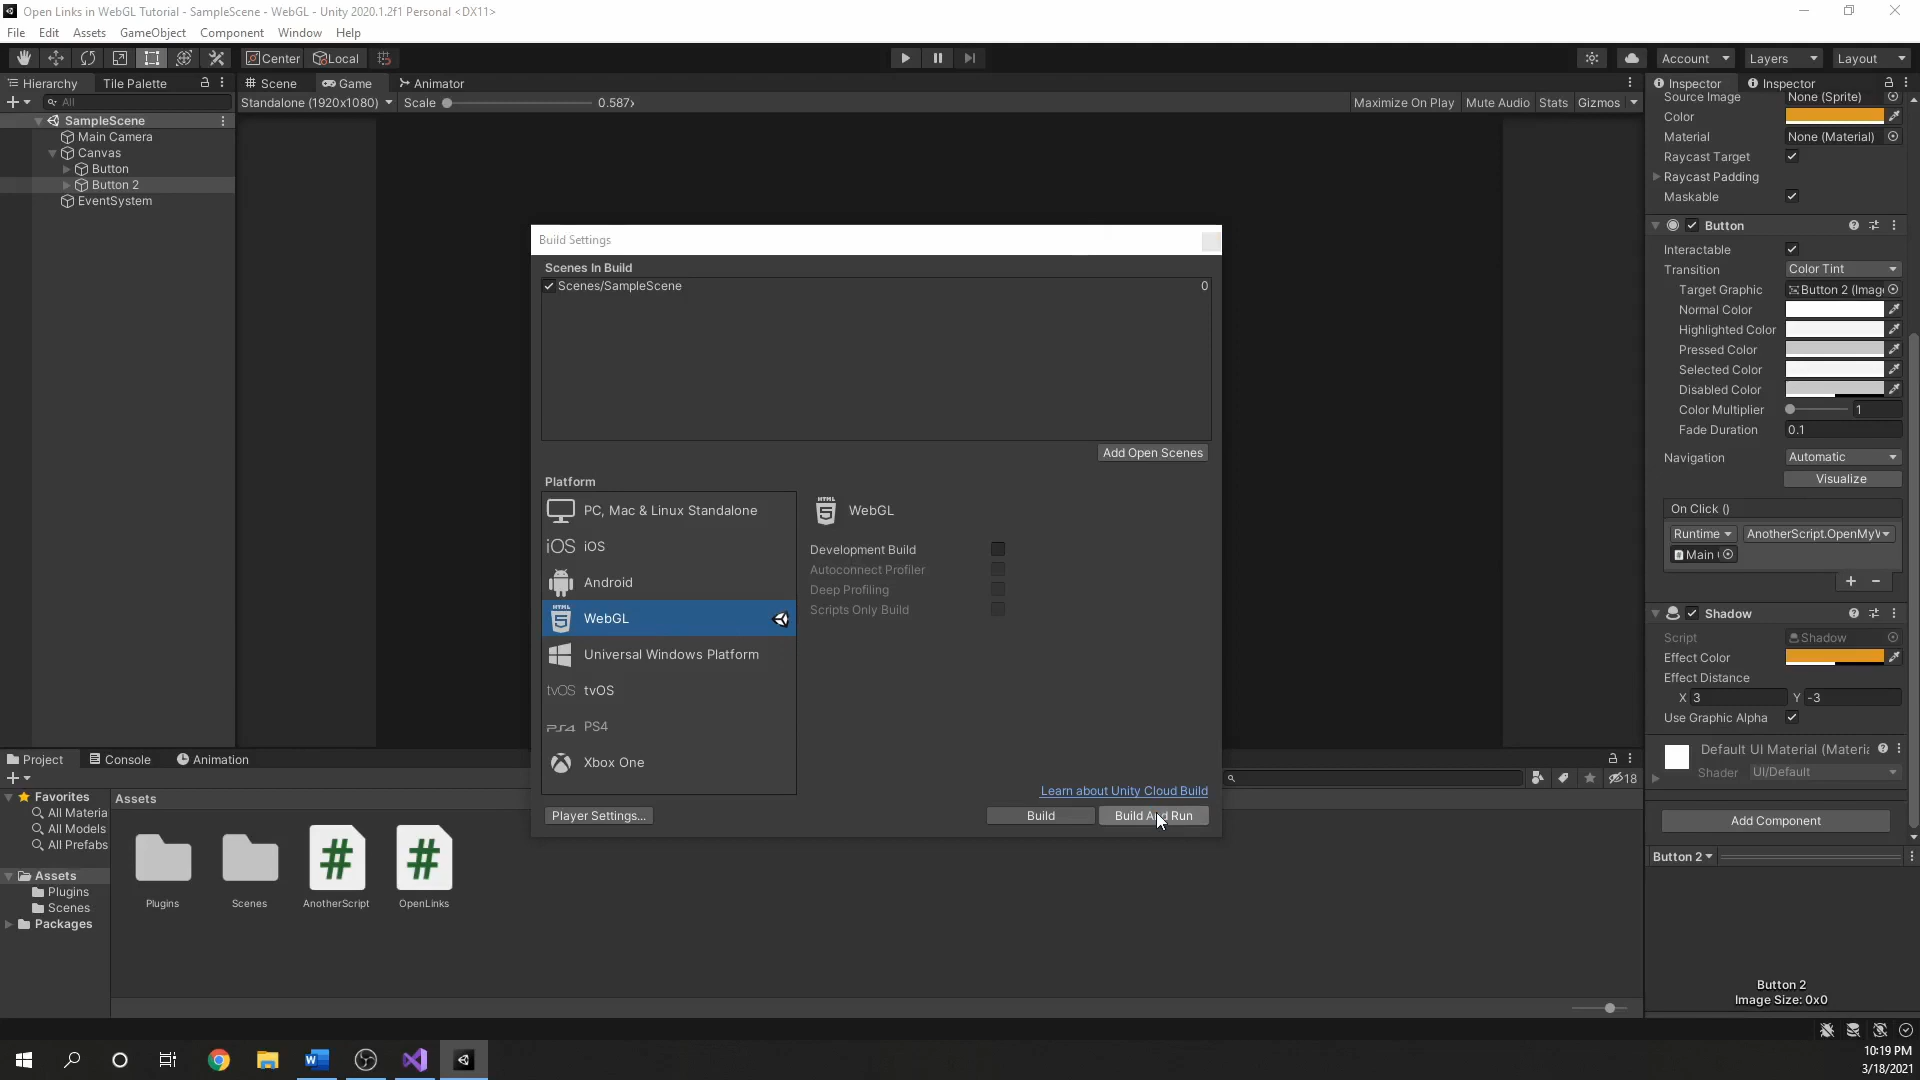 Open Links in WebGL Tutorial - SampleScene - WebGL - Unity 2020.1.2f1 Personal <DX11>
File Edit Assets GameObject Component Window Help
Center Local Account Layers Layout
Hierarchy Tile Palette
Scene Game Animator
Inspector Inspector
All
Standalone (1920x1080) Scale 0.587x
Maximize On Play Mute Audio Stats Gizmos
SampleScene
Main Camera
Canvas
Button
Button 2
EventSystem
Build Settings
Scenes In Build
Scenes/SampleScene 0
Add Open Scenes
Platform
PC, Mac & Linux Standalone
iOS iOS
Android
HTML 5 WebGL
Universal Windows Platform
tvOS tvOS
PS4 PS4
Xbox One
HTML 5 WebGL
Development Build
Autoconnect Profiler
Deep Profiling
Scripts Only Build
Learn about Unity Cloud Build
Player Settings... Build Build And Run
Source Image None (Sprite)
Color
Material None (Material)
Raycast Target
Raycast Padding
Maskable
Button
Interactable
Transition Color Tint
Target Graphic Button 2 (Imag
Normal Color
Highlighted Color
Pressed Color
Selected Color
Disabled Color
Color Multiplier 1
Fade Duration 0.1
Navigation Automatic
Visualize
On Click ()
Runtime AnotherScript.OpenMyW
Main
Shadow
Script Shadow
Effect Color
Effect Distance
X 3 Y -3
Use Graphic Alpha
Default UI Material (Materia
Shader UI/Default
Add Component
Button 2
Button 2
Image Size: 0x0
Project Console Animation
18
Favorites
All Materia
All Models
All Prefabs
Assets
Plugins
Scenes
Packages
Assets
Plugins Scenes AnotherScript OpenLinks
10:19 PM
3/18/2021